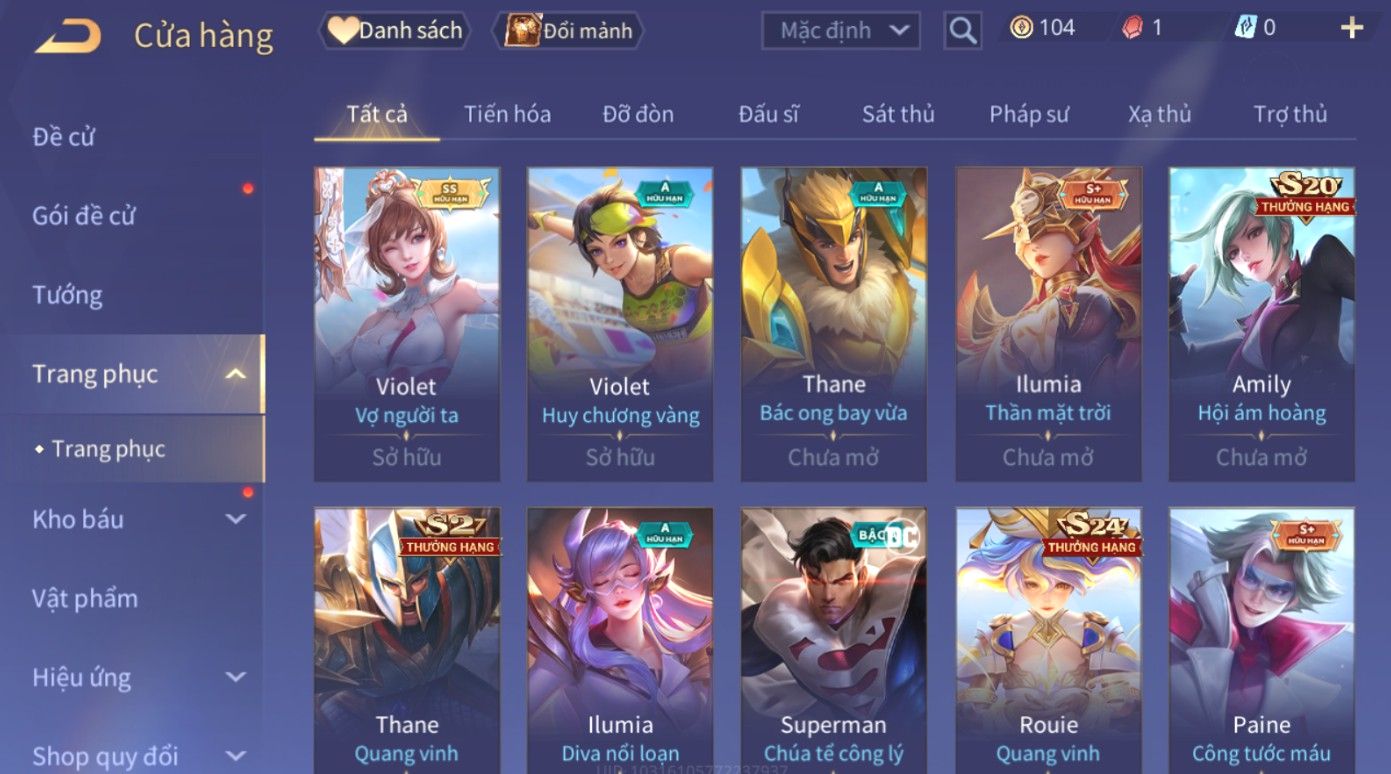 Cửa hàng
Danh sách
Đổi mảnh
Mặc định
104
1
0
Đề cử
Gói đề cử
Tướng
Trang phục
Trang phục
Kho báu
Vật phẩm
Hiệu ứng
Shop quy đổi
Tất cả
Tiến hóa
Đỡ đòn
Đấu sĩ
Sát thủ
Pháp sư
Xạ thủ
Trợ thủ
SS
HỮU HẠN
Violet
Vợ người ta
Sở hữu
A
HỮU HẠN
Violet
Huy chương vàng
Sở hữu
A
HỮU HẠN
Thane
Bác ong bay vừa
Chưa mở
S+
HỮU HẠN
Ilumia
Thần mặt trời
Chưa mở
S20
THƯỞNG HẠNG
Amily
Hội ám hoàng
Chưa mở
S27
THƯỞNG HẠNG
Thane
Quang vinh
A
HỮU HẠN
Ilumia
Diva nổi loạn
BẬC
DC
Superman
Chúa tể công lý
S24
THƯỞNG HẠNG
Rouie
Quang vinh
S+
HỮU HẠN
Paine
Công tước máu